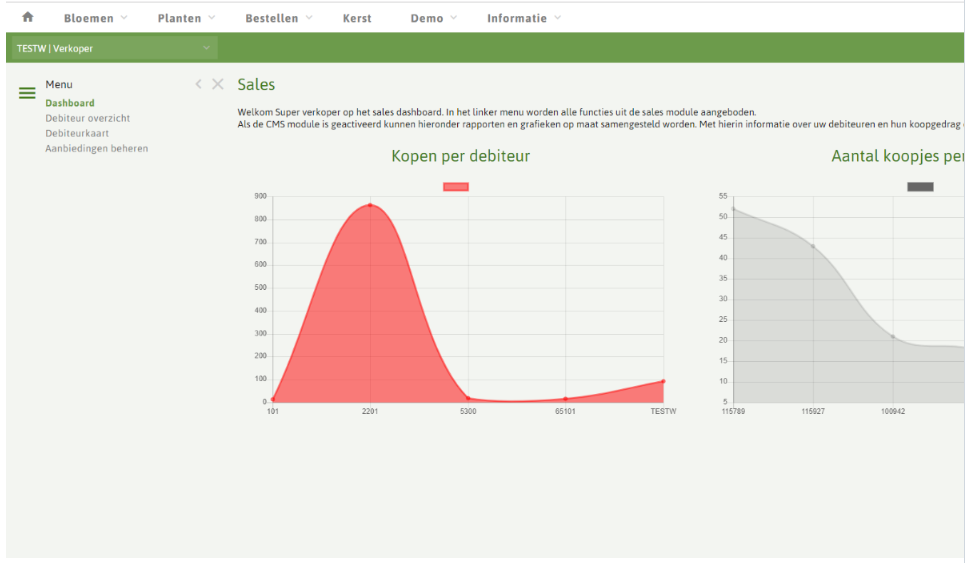 Bloemen Planten Bestellen Kerst Demo Informatie
TESTW | Verkoper
Menu
Dashboard
Debiteur overzicht
Debiteurkaart
Aanbiedingen beheren
Sales
Welkom Super verkoper op het sales dashboard. In het linker menu worden alle functies uit de sales module aangeboden.
Als de CMS module is geactiveerd kunnen hieronder rapporten en grafieken op maat samengesteld worden. Met hierin informatie over uw debiteuren en hun koopgedrag
Kopen per debiteur
900
800
700
600
500
400
300
200
100
0
101 2201 5300 65101 TESTW
Aantal koopjes per
55
50
45
40
35
30
25
20
15
10
5
115789 115927 100942